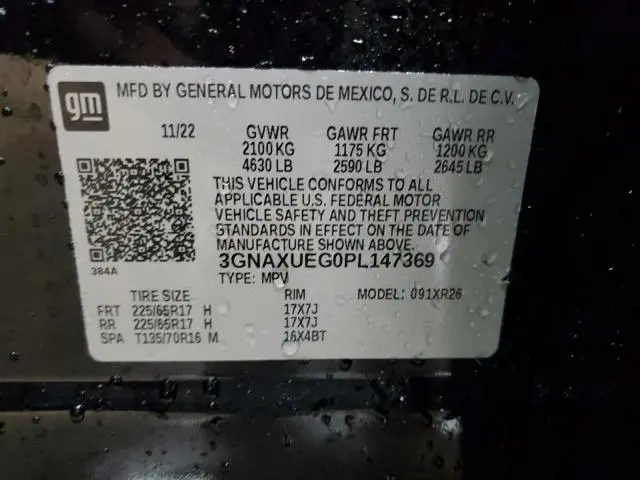 gm MFD BY GENERAL MOTORS DE MEXICO, S. DE R.L. DE C.V.
11/22 GVWR GAWR FRT GAWR RR
2100 KG 1175 KG 1200 KG
4630 LB 2590 LB 2645 LB
THIS VEHICLE CONFORMS TO ALL
APPLICABLE U.S. FEDERAL MOTOR
VEHICLE SAFETY AND THEFT PREVENTION
STANDARDS IN EFFECT ON THE DATE OF
MANUFACTURE SHOWN ABOVE.
384A
3GNAXUEG0PL147369
TYPE: MPV
TIRE SIZE RIM MODEL: 091XR26
FRT 225/65R17 H 17X7J
RR 225/65R17 H 17X7J
SPA T135/70R16 M 16X4BT